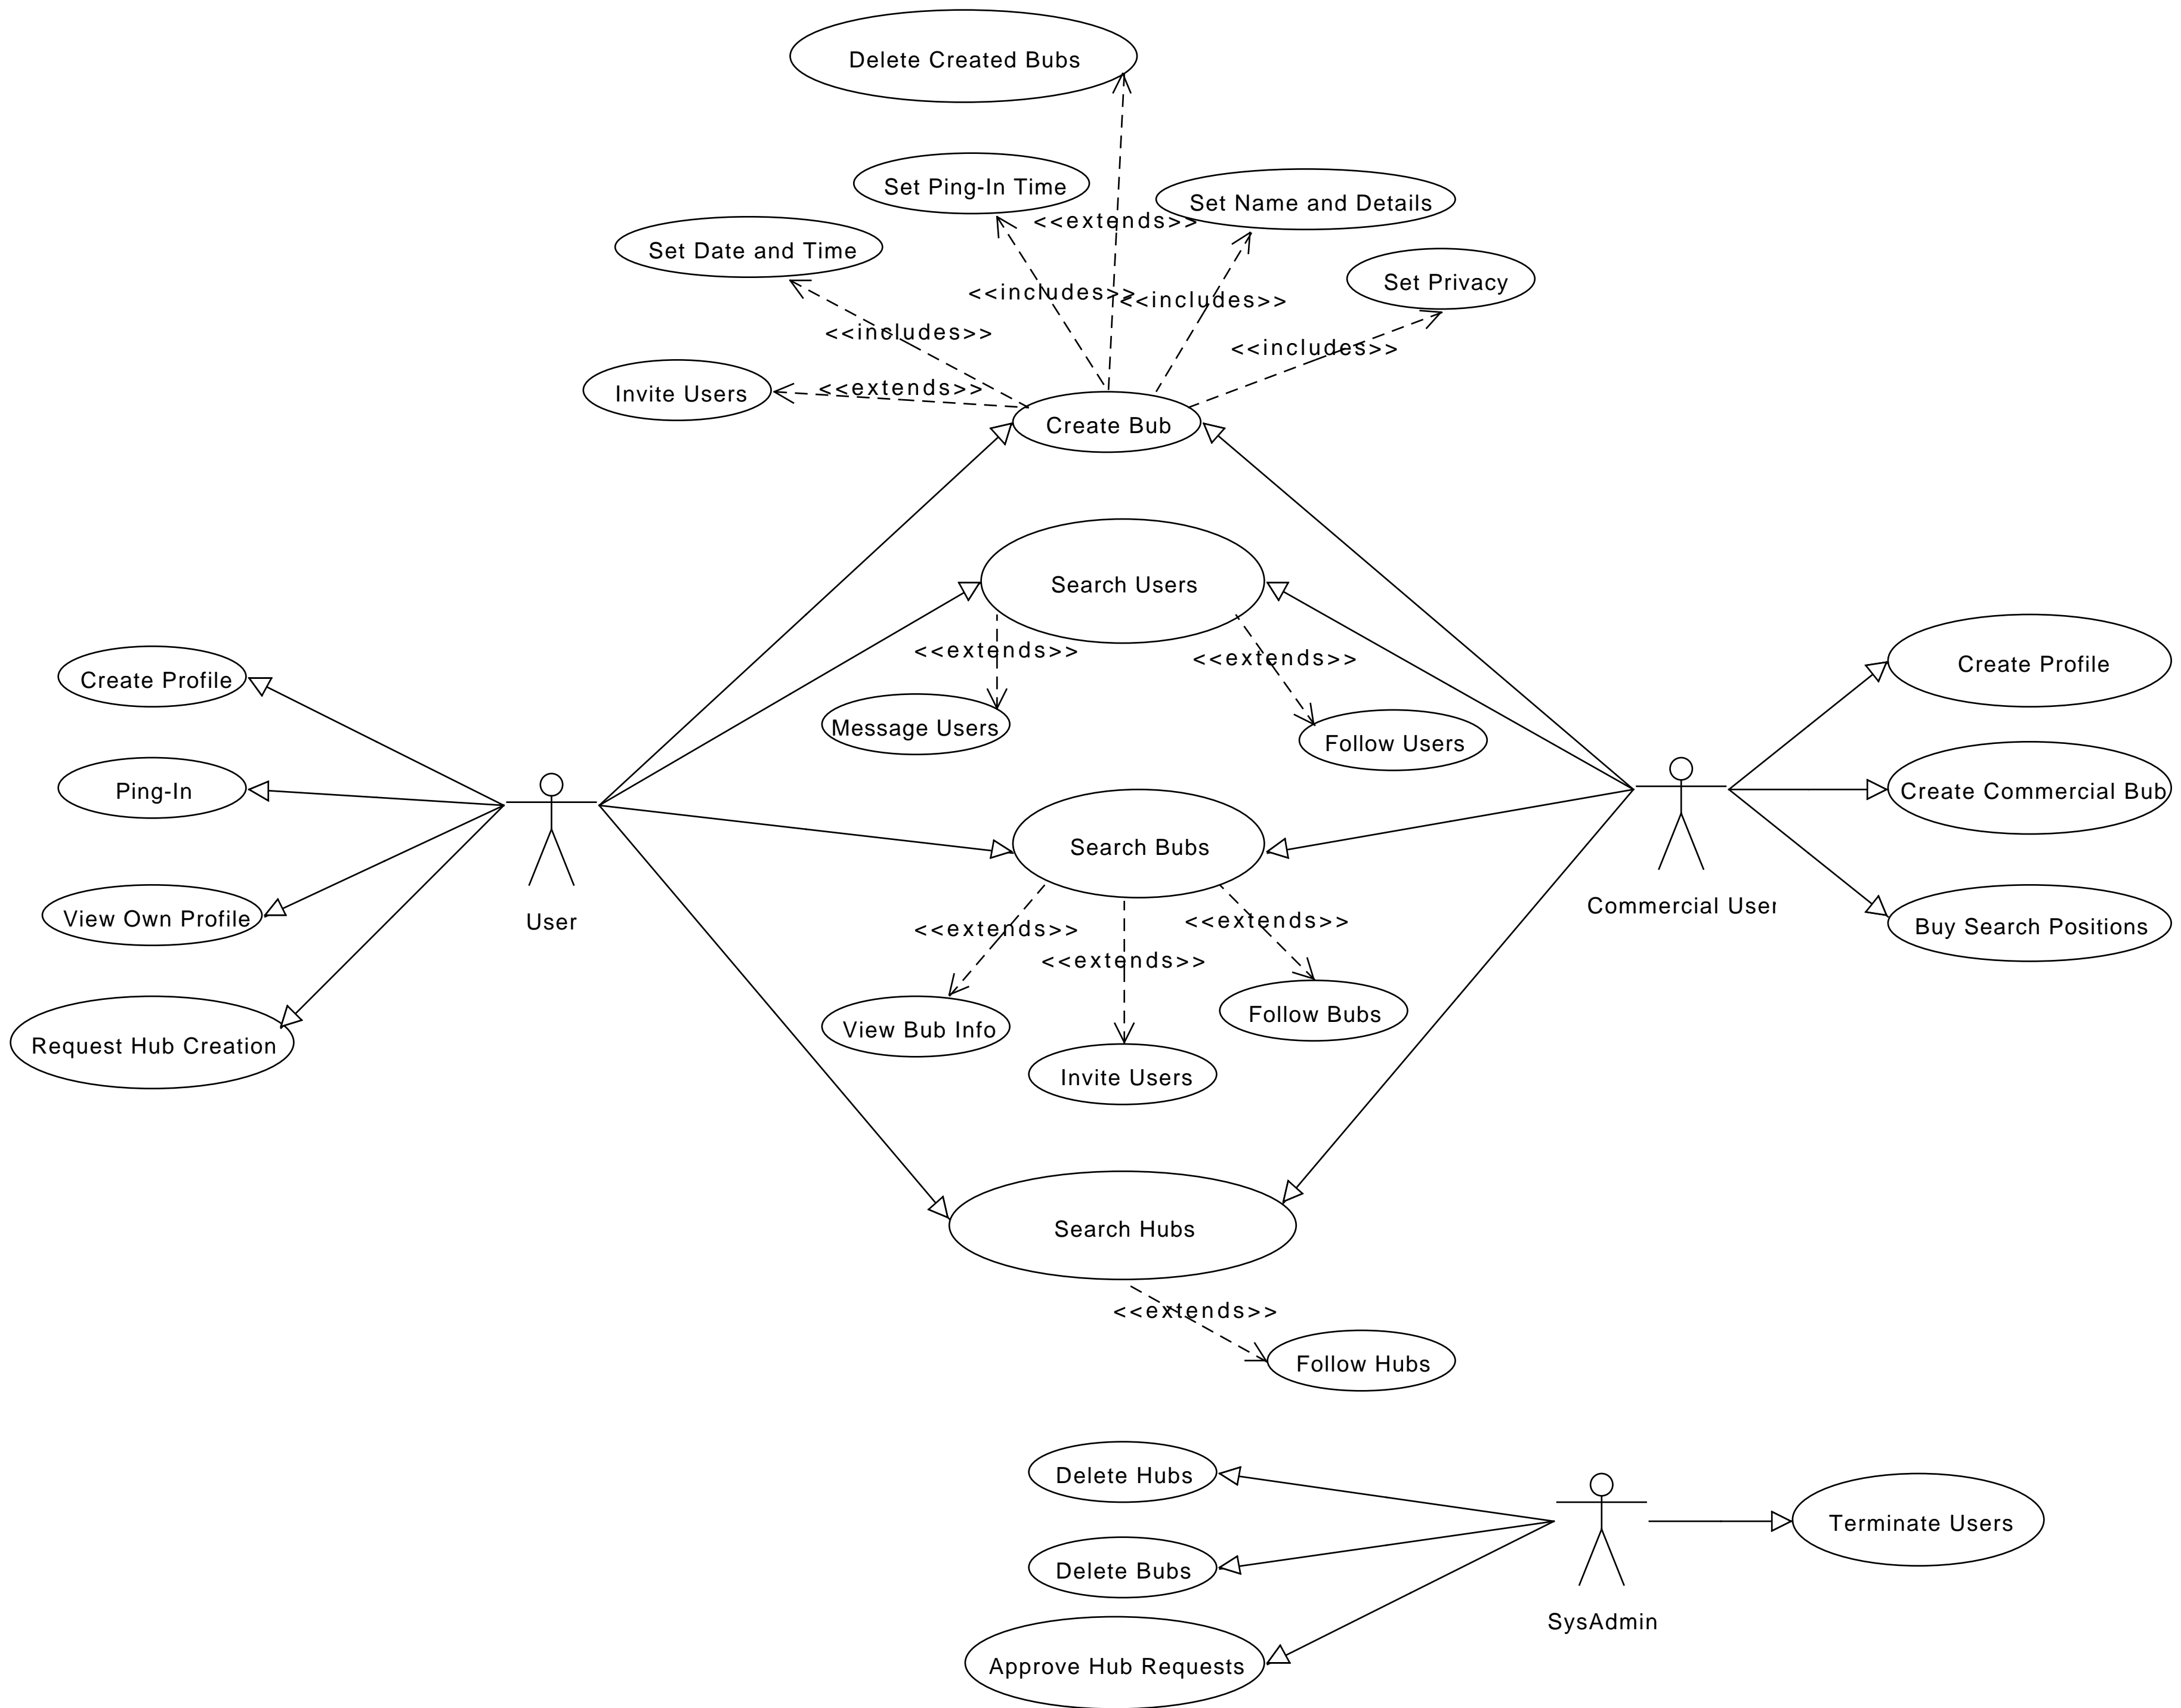 Delete Created Bubs
Set Ping-In Time
Set Name and Details
<<extends>>
Set Date and Time
Set Privacy
<<includes>>
<<includes>>
<<includes>>
<<includes>>
Invite Users
<<extends>>
Create Bub
Search Users
<<extends>>
<<extends>>
Create Profile
Create Profile
Message Users
Follow Users
Ping-In
Create Commercial Bub
Search Bubs
User
Commercial User
View Own Profile
<<extends>>
<<extends>>
<<extends>>
Buy Search Positions
View Bub Info
Follow Bubs
Request Hub Creation
Invite Users
Search Hubs
<<extends>>
Follow Hubs
Delete Hubs
Terminate Users
Delete Bubs
SysAdmin
Approve Hub Requests